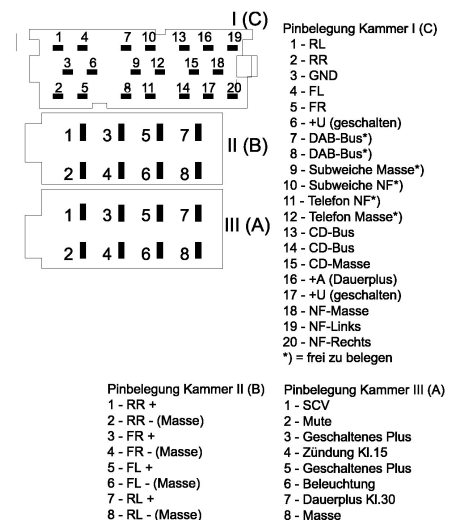 I (C)
1 4 7 10 13 16 19
3 6 9 12 15 18
2 5 8 11 14 17 20
II (B)
1 3 5 7
2 4 6 8
III (A)
1 3 5 7
2 4 6 8
Pinbelegung Kammer I (C)
1 - RL
2 - RR
3 - GND
4 - FL
5 - FR
6 - +U (geschalten)
7 - DAB-Bus*)
8 - DAB-Bus*)
9 - Subweiche Masse*)
10 - Subweiche NF*)
11 - Telefon NF*)
12 - Telefon Masse*)
13 - CD-Bus
14 - CD-Bus
15 - CD-Masse
16 - +A (Dauerplus)
17 - +U (geschalten)
18 - NF-Masse
19 - NF-Links
20 - NF-Rechts
*) = frei zu belegen
Pinbelegung Kammer II (B)
1 - RR +
2 - RR - (Masse)
3 - FR +
4 - FR - (Masse)
5 - FL +
6 - FL - (Masse)
7 - RL +
8 - RL - (Masse)
Pinbelegung Kammer III (A)
1 - SCV
2 - Mute
3 - Geschaltenes Plus
4 - Zündung Kl.15
5 - Geschaltenes Plus
6 - Beleuchtung
7 - Dauerplus Kl.30
8 - Masse